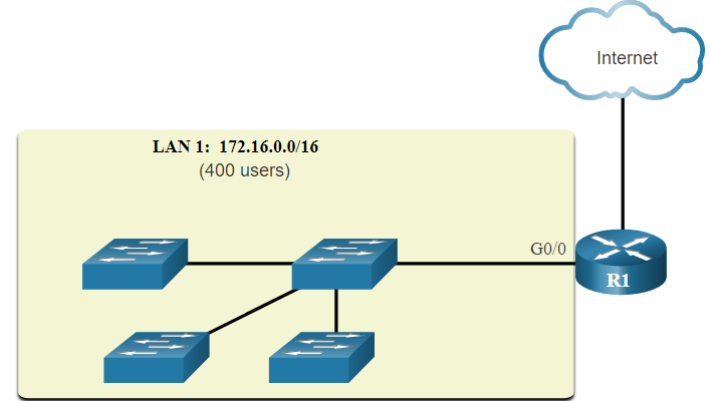 Internet
LAN 1: 172.16.0.0/16
(400 users)
G0/0
R1